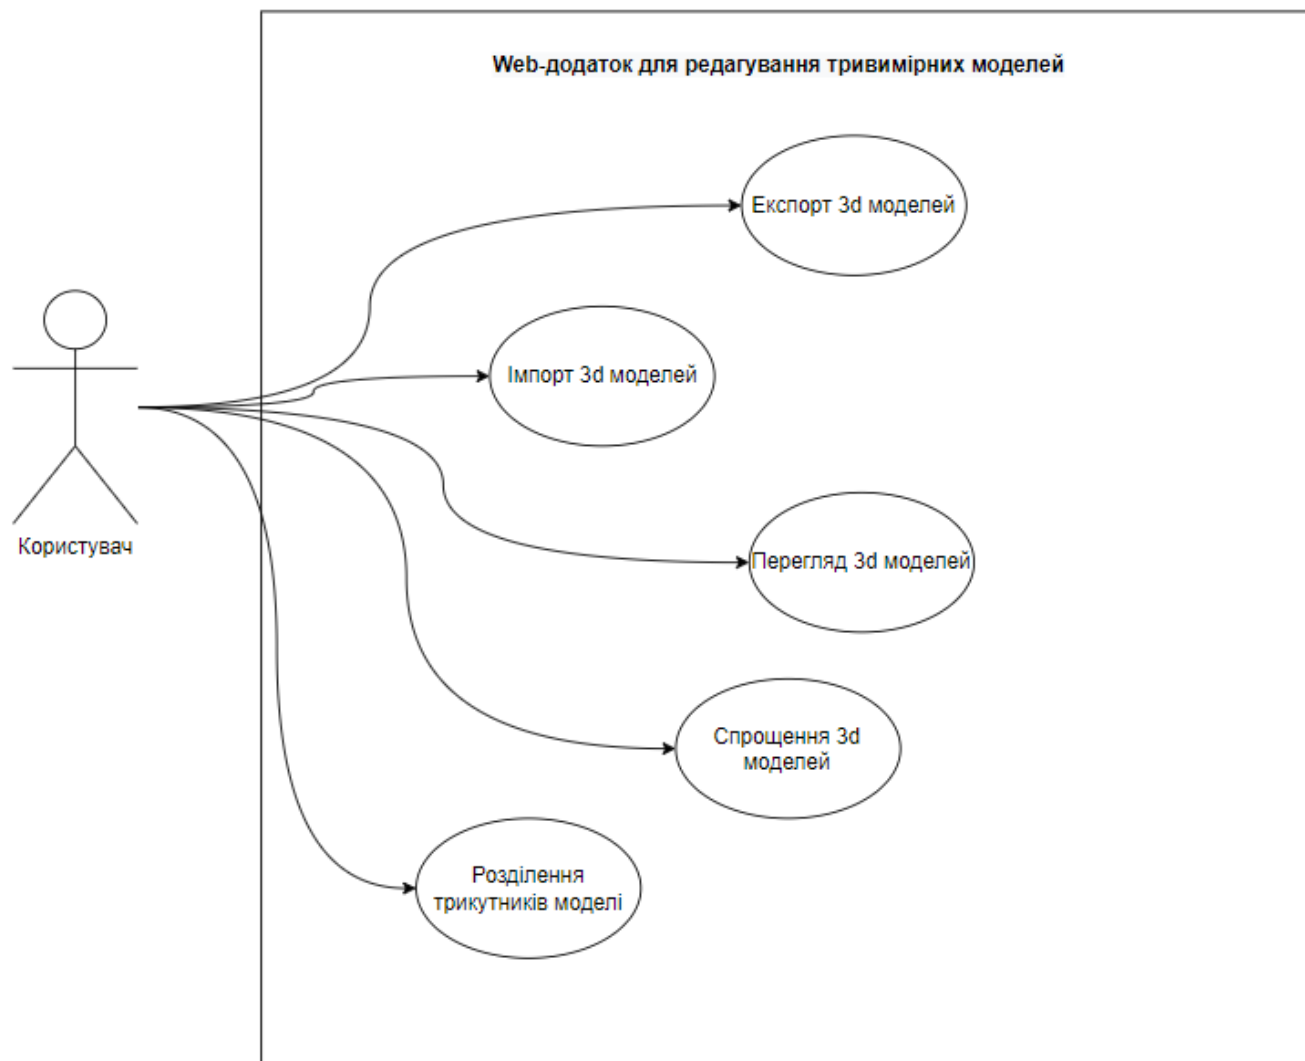 Web-додаток для редагування тривимірних моделей
Експорт 3d моделей
Імпорт 3d моделей
Користувач
Перегляд 3d моделей
Спрощення 3d
моделей
Розділення
трикутників моделі